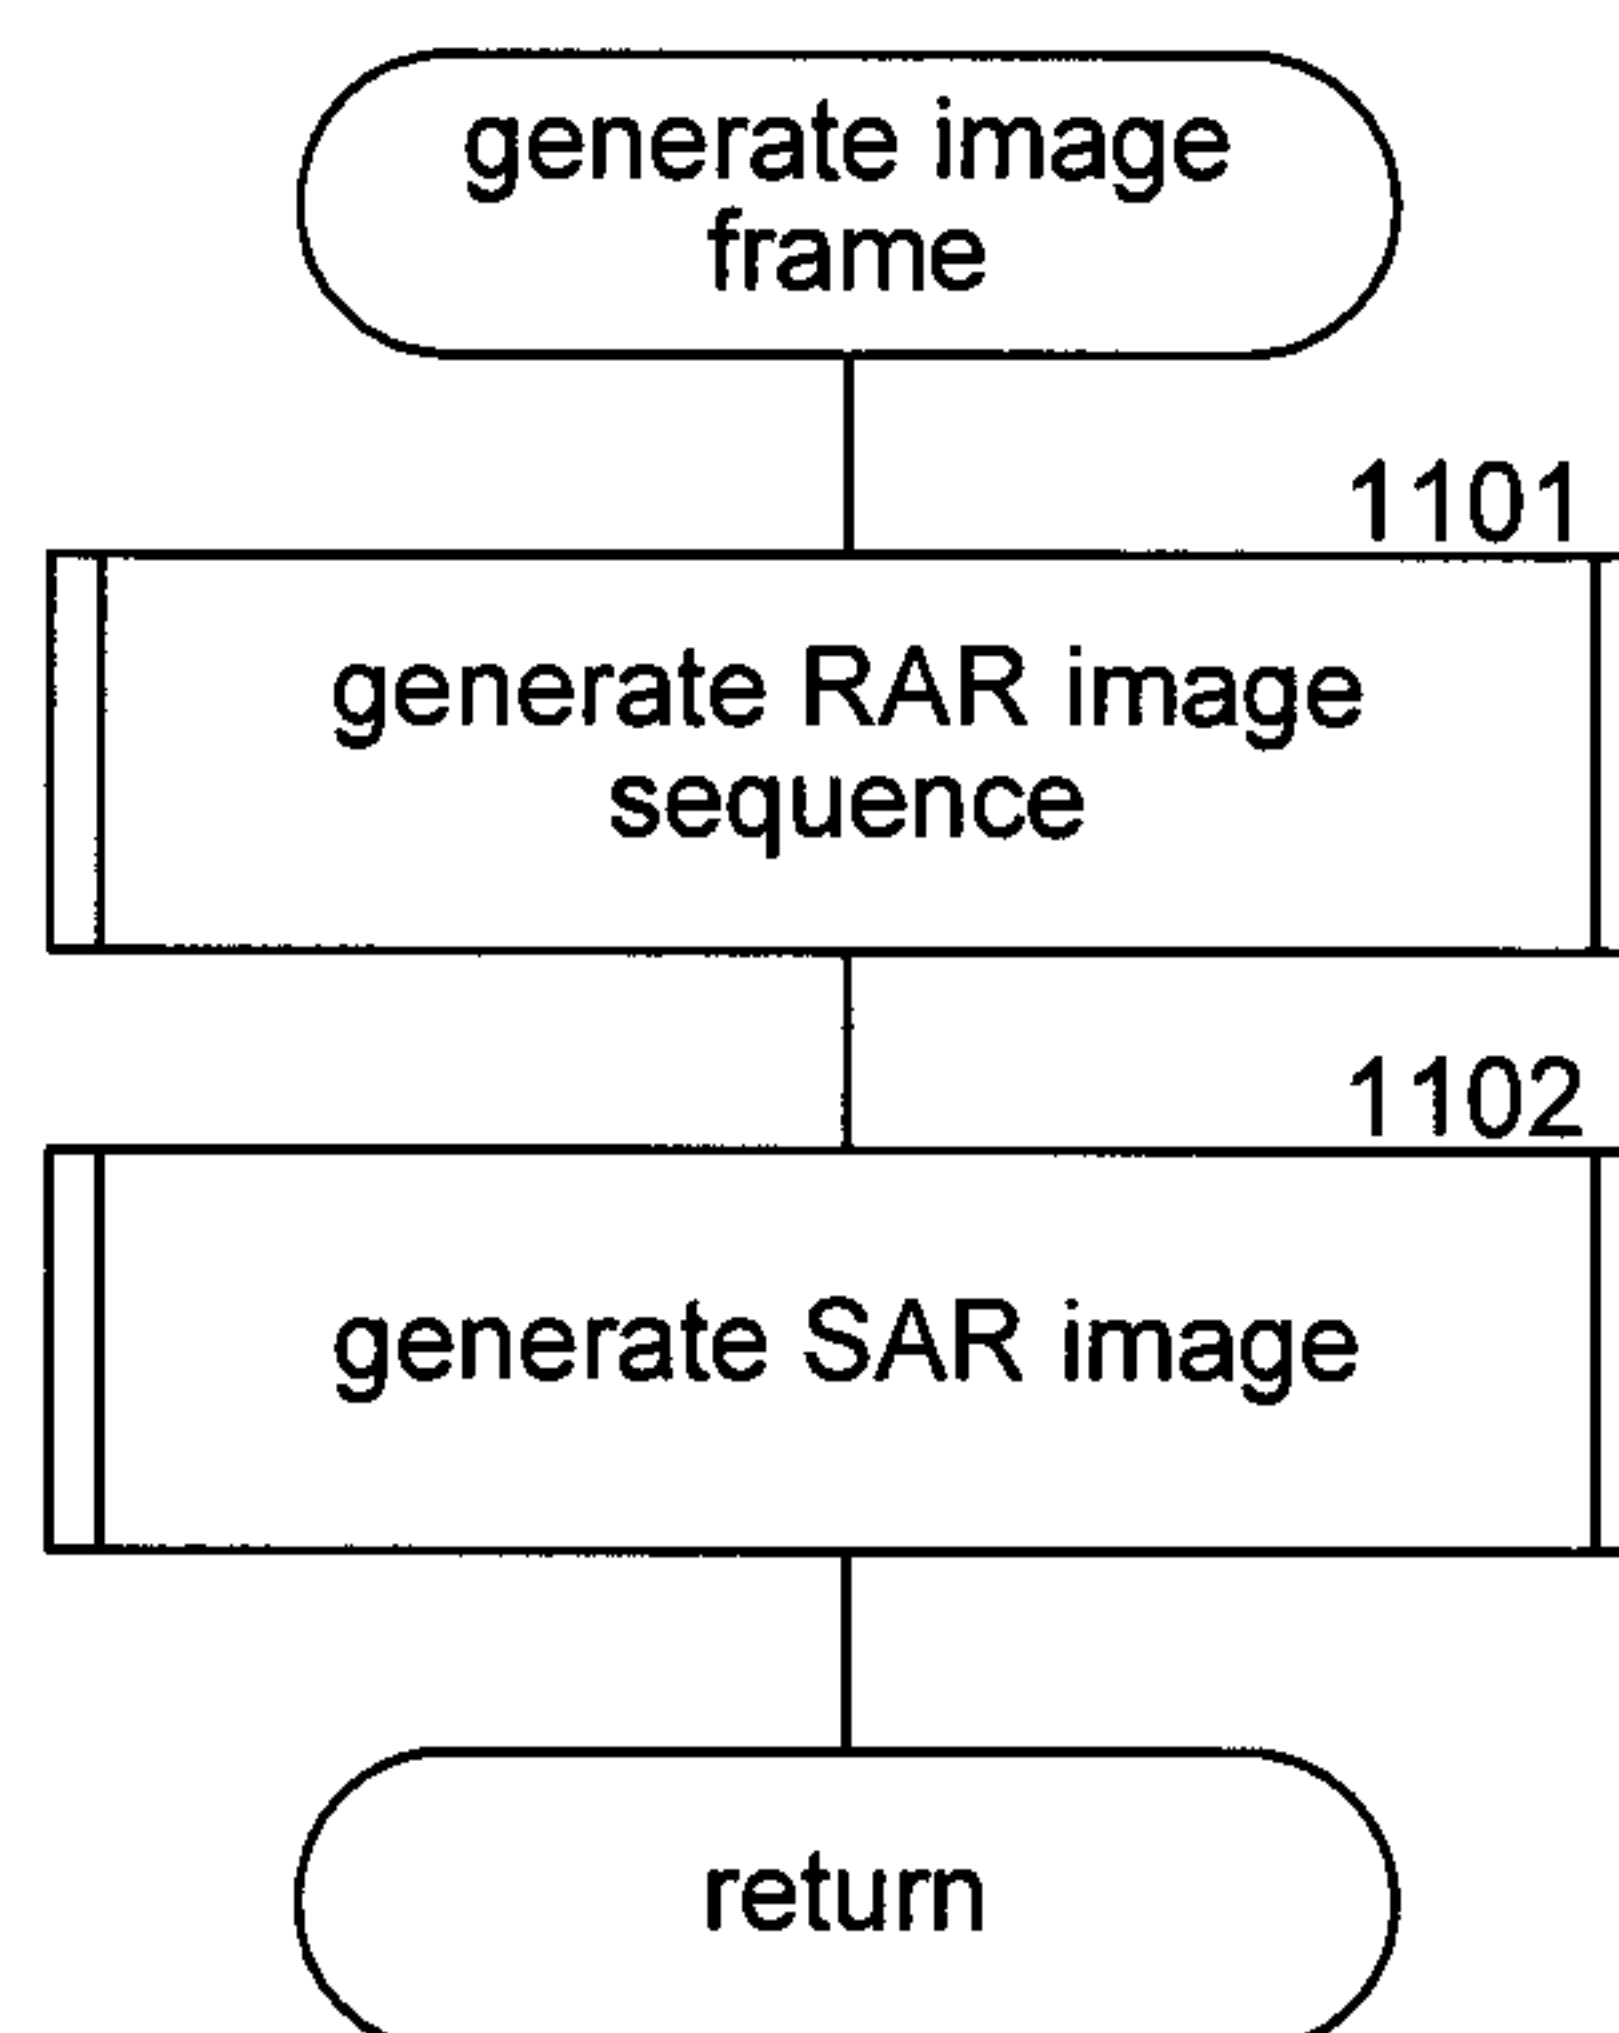 generate image
frame
1101
generate RAR image
sequence
1102
generate SAR image
return